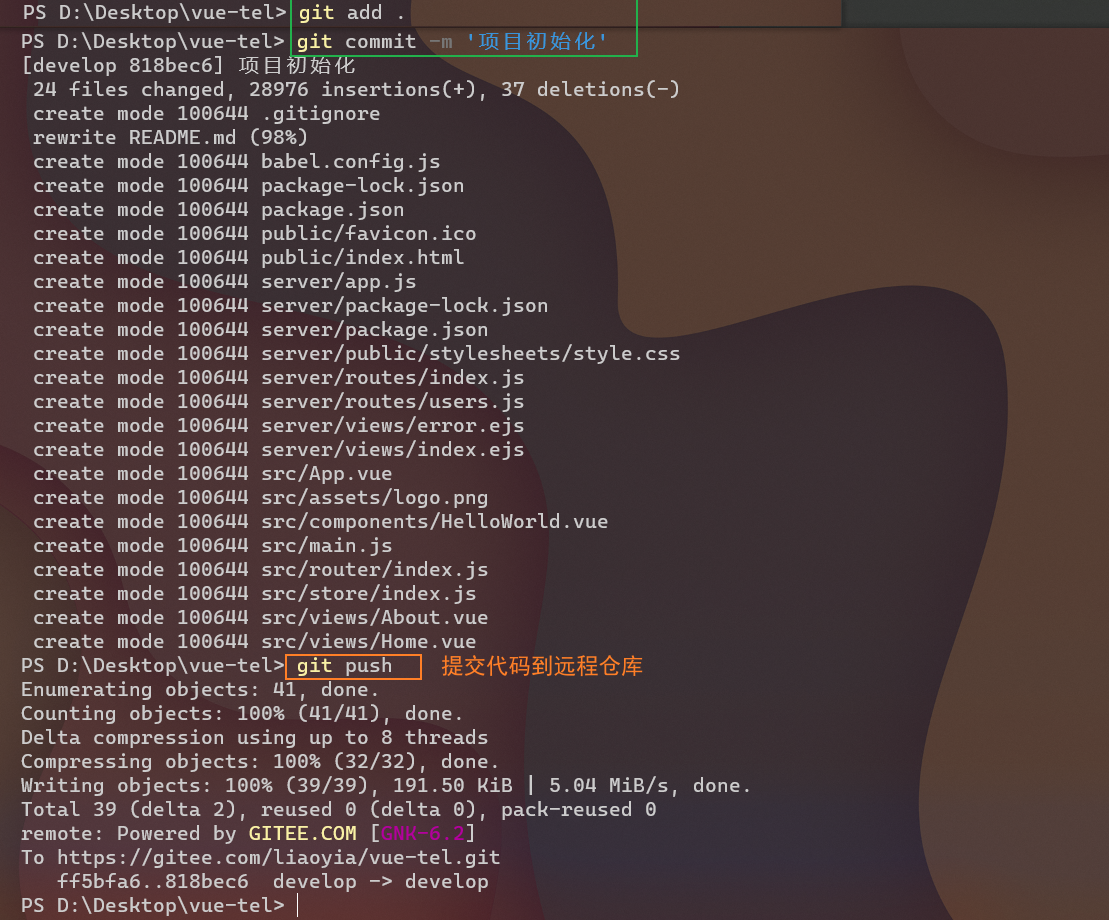 PS D:\Desktop\vue-tel> git add .
PS D:\Desktop\vue-tel> git commit -m '项目初始化'
[develop 818bec6] 项目初始化
 24 files changed, 28976 insertions(+), 37 deletions(-)
 create mode 100644 .gitignore
 rewrite README.md (98%)
 create mode 100644 babel.config.js
 create mode 100644 package-lock.json
 create mode 100644 package.json
 create mode 100644 public/favicon.ico
 create mode 100644 public/index.html
 create mode 100644 server/app.js
 create mode 100644 server/package-lock.json
 create mode 100644 server/package.json
 create mode 100644 server/public/stylesheets/style.css
 create mode 100644 server/routes/index.js
 create mode 100644 server/routes/users.js
 create mode 100644 server/views/error.ejs
 create mode 100644 server/views/index.ejs
 create mode 100644 src/App.vue
 create mode 100644 src/assets/logo.png
 create mode 100644 src/components/HelloWorld.vue
 create mode 100644 src/main.js
 create mode 100644 src/router/index.js
 create mode 100644 src/store/index.js
 create mode 100644 src/views/About.vue
 create mode 100644 src/views/Home.vue
PS D:\Desktop\vue-tel> git push 提交代码到远程仓库
Enumerating objects: 41, done.
Counting objects: 100% (41/41), done.
Delta compression using up to 8 threads
Compressing objects: 100% (32/32), done.
Writing objects: 100% (39/39), 191.50 KiB | 5.04 MiB/s, done.
Total 39 (delta 2), reused 0 (delta 0), pack-reused 0
remote: Powered by GITEE.COM [GNK-6.2]
To https://gitee.com/liaoyia/vue-tel.git
   ff5bfa6..818bec6  develop -> develop
PS D:\Desktop\vue-tel>